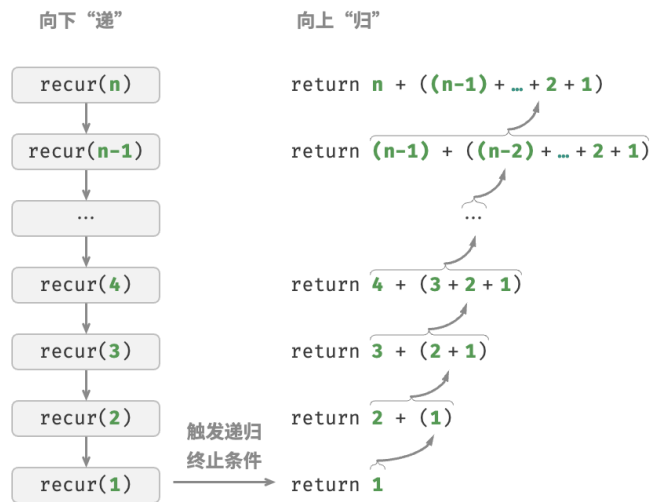 向下“递”
向上“归”
recur(n)
return n + ((n-1) + … + 2 + 1)
recur(n-1)
return (n-1) + ((n-2) + … + 2 + 1)
…
…
recur(4)
return 4 + (3 + 2 + 1)
recur(3)
return 3 + (2 + 1)
recur(2)
return 2 + (1)
触发递归
终止条件
recur(1)
return 1